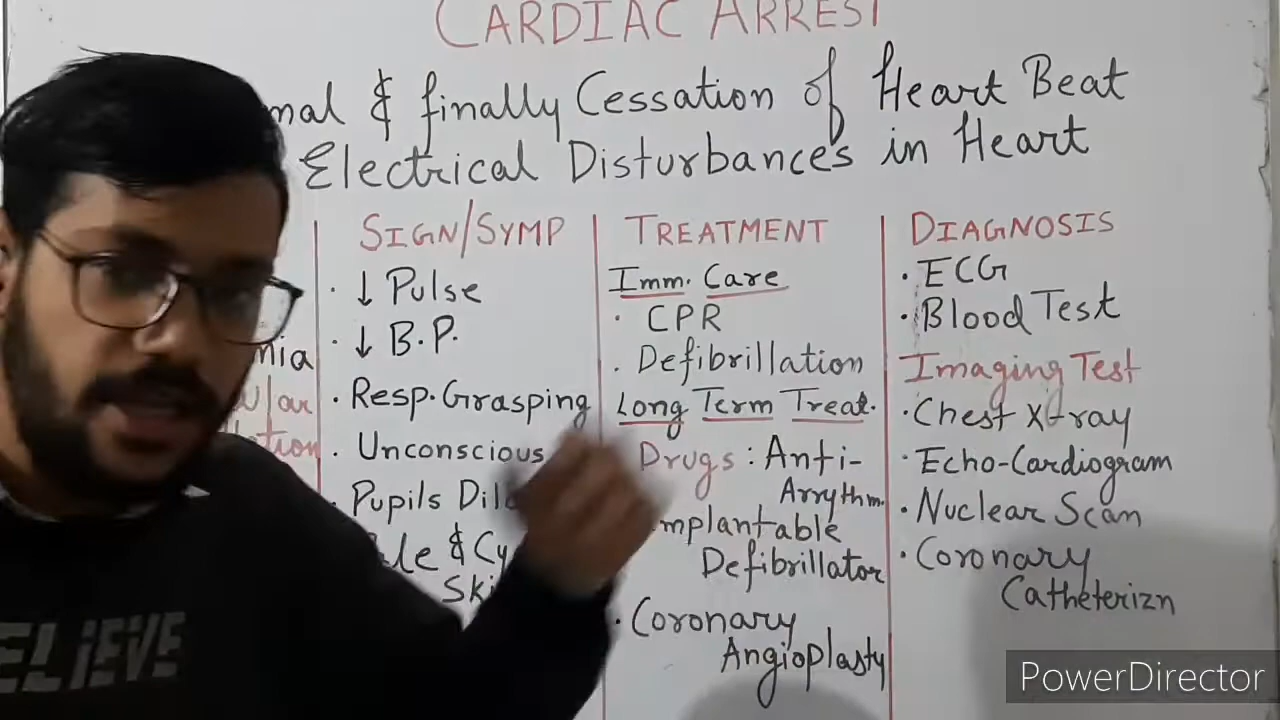 CARDIAC ARREST
mal & finally Cessation of Heart Beat
Electrical Disturbances in Heart
SIGN/SYMP
↓ Pulse
↓ B.P.
Resp. Grasping
Unconscious
Pupils Dil
& Cy
Ski
TREATMENT
Imm. Care
CPR
Defibrillation
Long Term Treat.
Drugs: Anti-
Arrythm.
mplantable
Defibrillator
Coronary
Angioplasty
DIAGNOSIS
ECG
Blood Test
Imaging Test
Chest X-ray
Echo-Cardiogram
Nuclear Scan
Coronary
Catheterizn
ELIEVE
PowerDirector